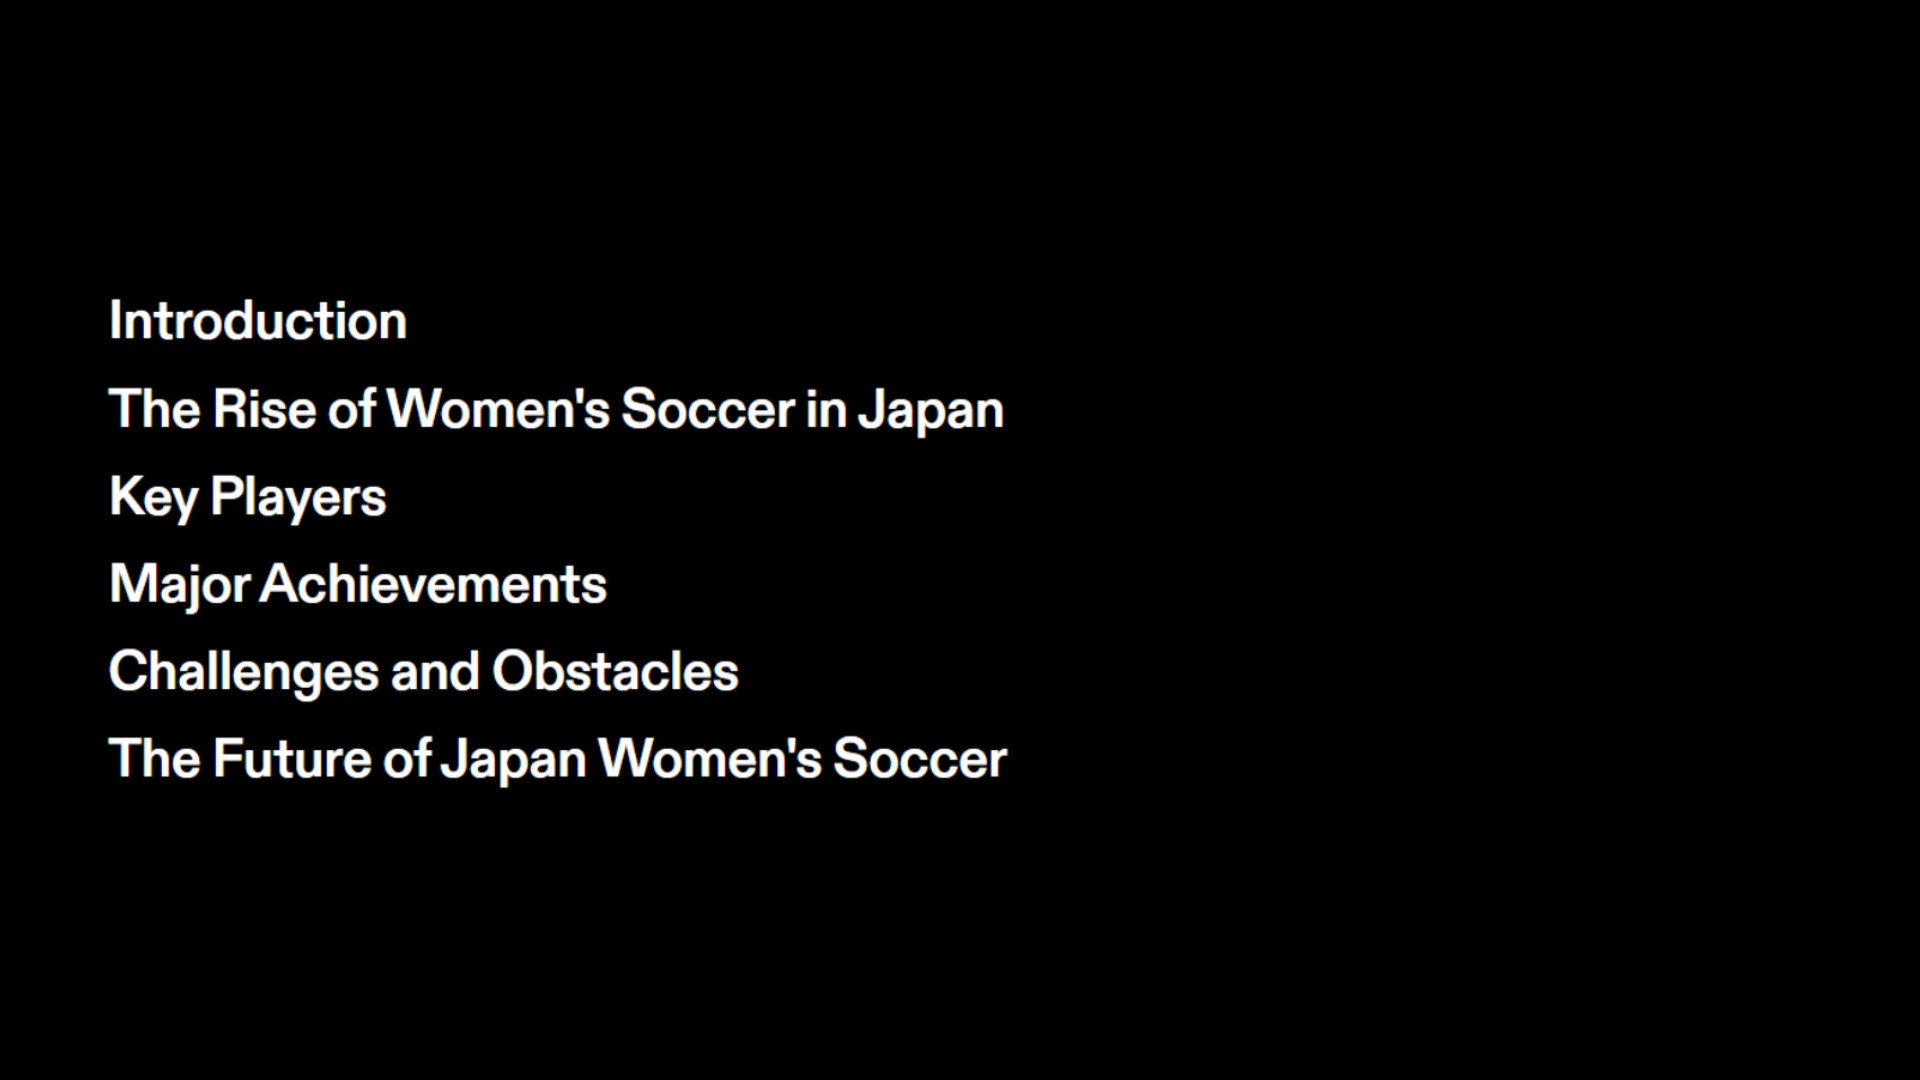 Introduction
The Rise of Women's Soccer in Japan
Key Players
Major Achievements
Challenges and Obstacles
The Future of Japan Women's Soccer